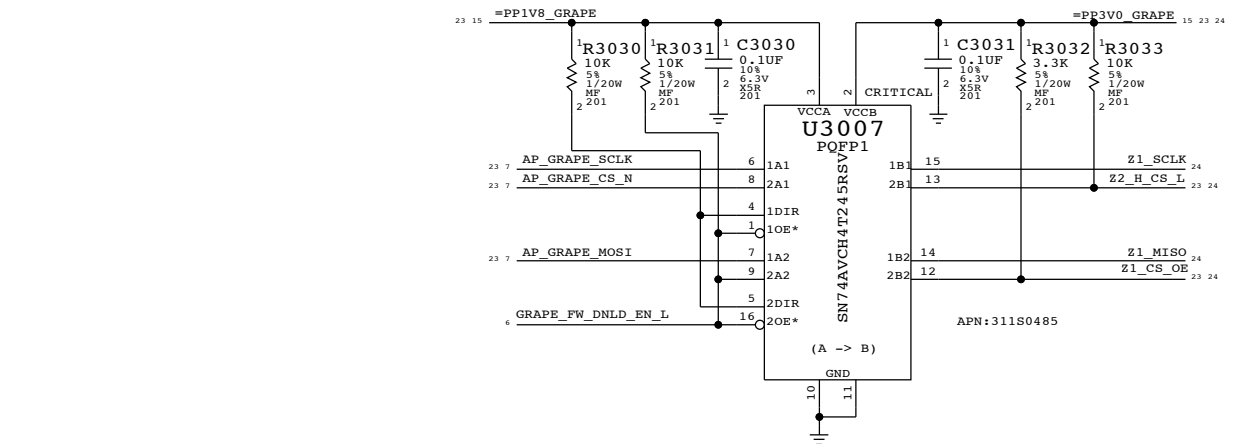 =PP1V8_GRAPE
23 15
=PP3V0_GRAPE
15 23 24
1 R3030
10K
5%
1/20W
MF
201
2
1 R3031
10K
5%
1/20W
MF
201
2
1 C3030
0.1UF
10%
6.3V
X5R
201
2
1 C3031
0.1UF
10%
6.3V
X5R
201
2
1 R3032
3.3K
5%
1/20W
MF
201
2
1 R3033
10K
5%
1/20W
MF
201
2
3
2
CRITICAL
VCCA VCCB
U3007
PQFP1
SN74AVCH4T245RSV
23 7 AP_GRAPE_SCLK 6 1A1
1B1 15 Z1_SCLK 24
23 7 AP_GRAPE_CS_N 8 2A1
2B1 13 Z2_H_CS_L 23 24
4 1DIR
1 1OE*
23 7 AP_GRAPE_MOSI 7 1A2
1B2 14 Z1_MISO 24
9 2A2
2B2 12 Z1_CS_OE 23 24
5 2DIR
6 GRAPE_FW_DNLD_EN_L 16 2OE*
APN:311S0485
(A -> B)
GND
10
11